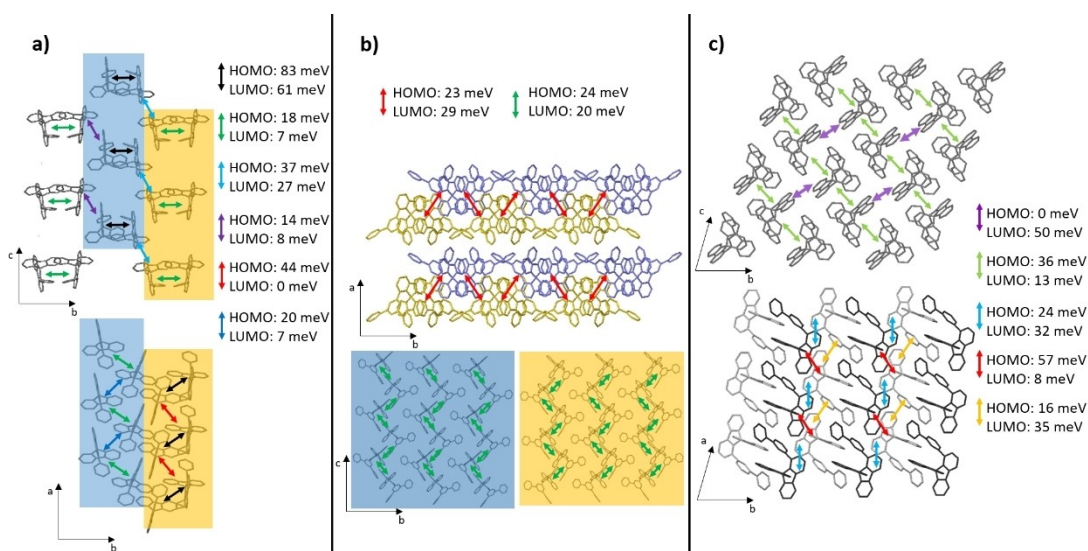 a)
HOMO: 83 meV
LUMO: 61 meV
HOMO: 18 meV
LUMO: 7 meV
HOMO: 37 meV
LUMO: 27 meV
HOMO: 14 meV
LUMO: 8 meV
HOMO: 44 meV
LUMO: 0 meV
HOMO: 20 meV
LUMO: 7 meV
c
b
a
b
b)
HOMO: 23 meV
LUMO: 29 meV
HOMO: 24 meV
LUMO: 20 meV
a
b
c
b
c)
c
b
HOMO: 0 meV
LUMO: 50 meV
HOMO: 36 meV
LUMO: 13 meV
HOMO: 24 meV
LUMO: 32 meV
HOMO: 57 meV
LUMO: 8 meV
HOMO: 16 meV
LUMO: 35 meV
a
b